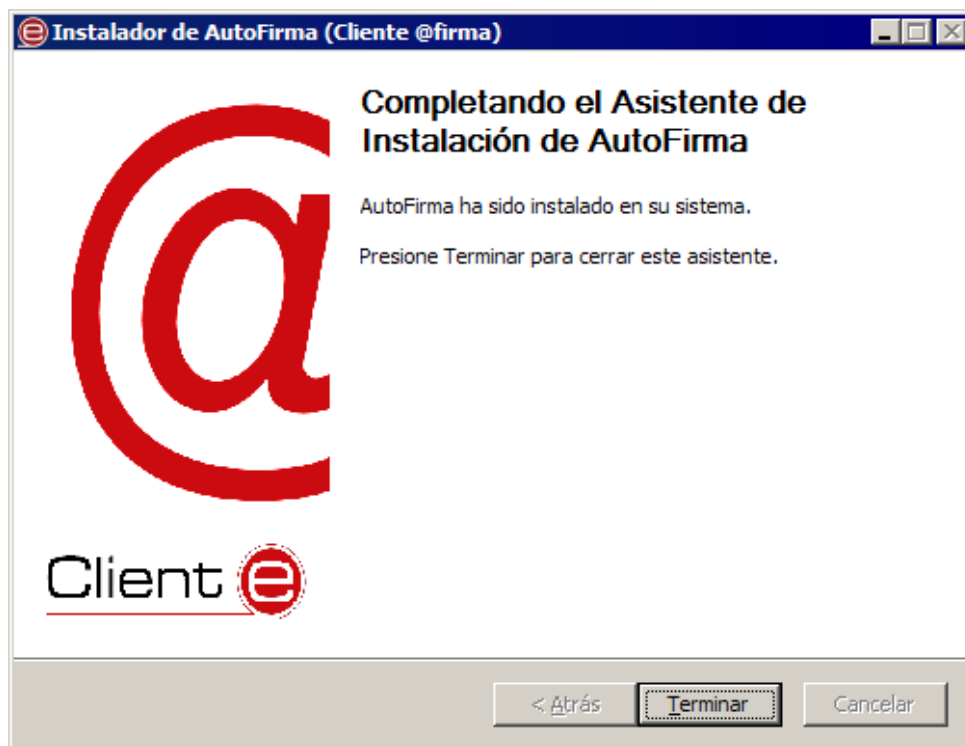 Instalador de AutoFirma (Cliente @firma)
Completando el Asistente de
Instalación de AutoFirma
AutoFirma ha sido instalado en su sistema.
Presione Terminar para cerrar este asistente.
@
Client e
< Atrás
Terminar
Cancelar